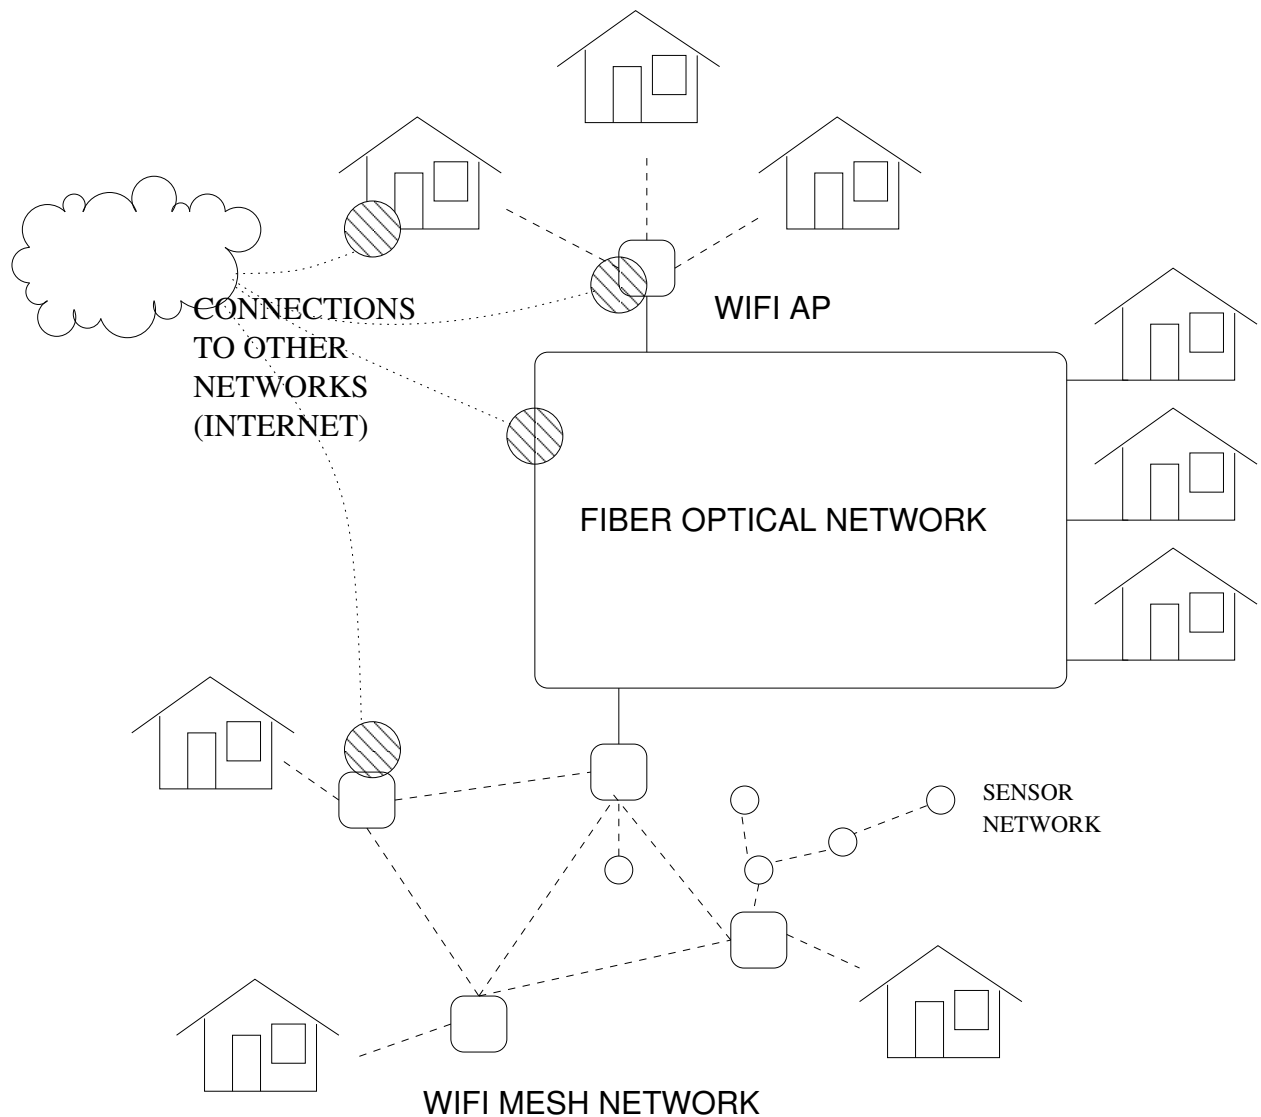 WIFI AP
CONNECTIONS
TO OTHER
NETWORKS
(INTERNET)
FIBER OPTICAL NETWORK
SENSOR
NETWORK
WIFI MESH NETWORK